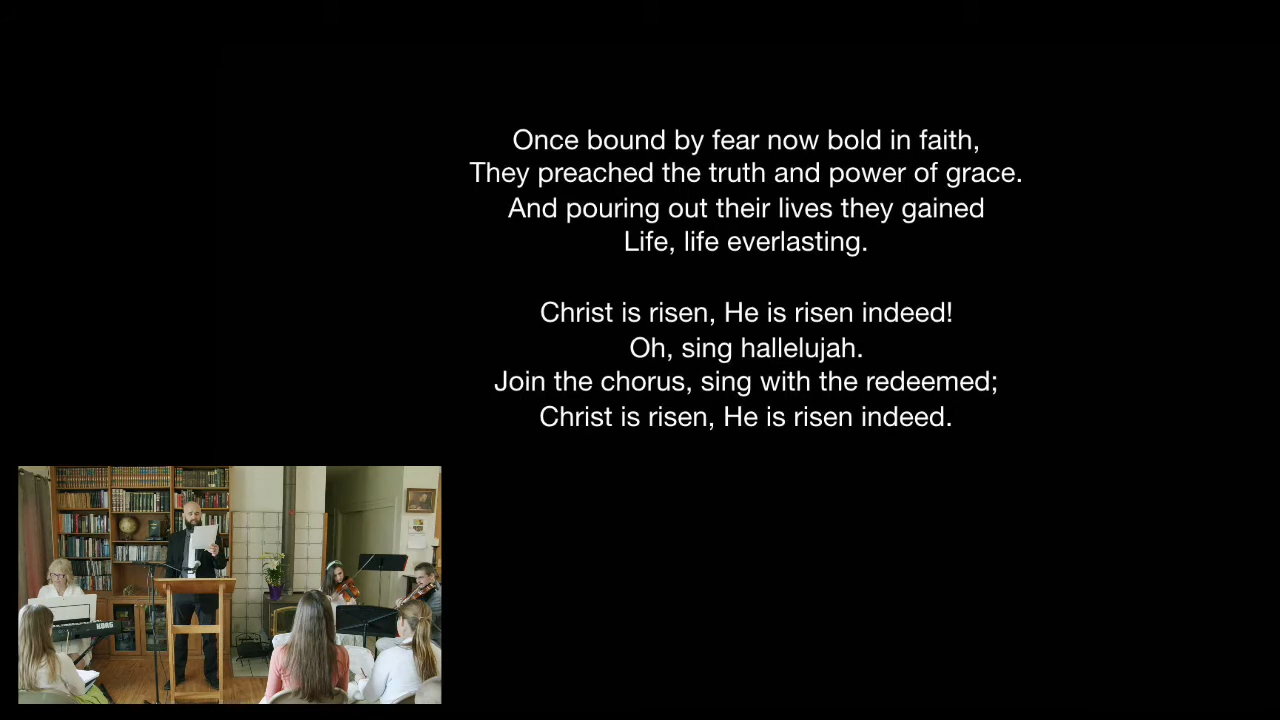 Once bound by fear now bold in faith,
They preached the truth and power of grace.
And pouring out their lives they gained
Life, life everlasting.
Christ is risen, He is risen indeed!
Oh, sing hallelujah.
Join the chorus, sing with the redeemed;
Christ is risen, He is risen indeed.
KORG